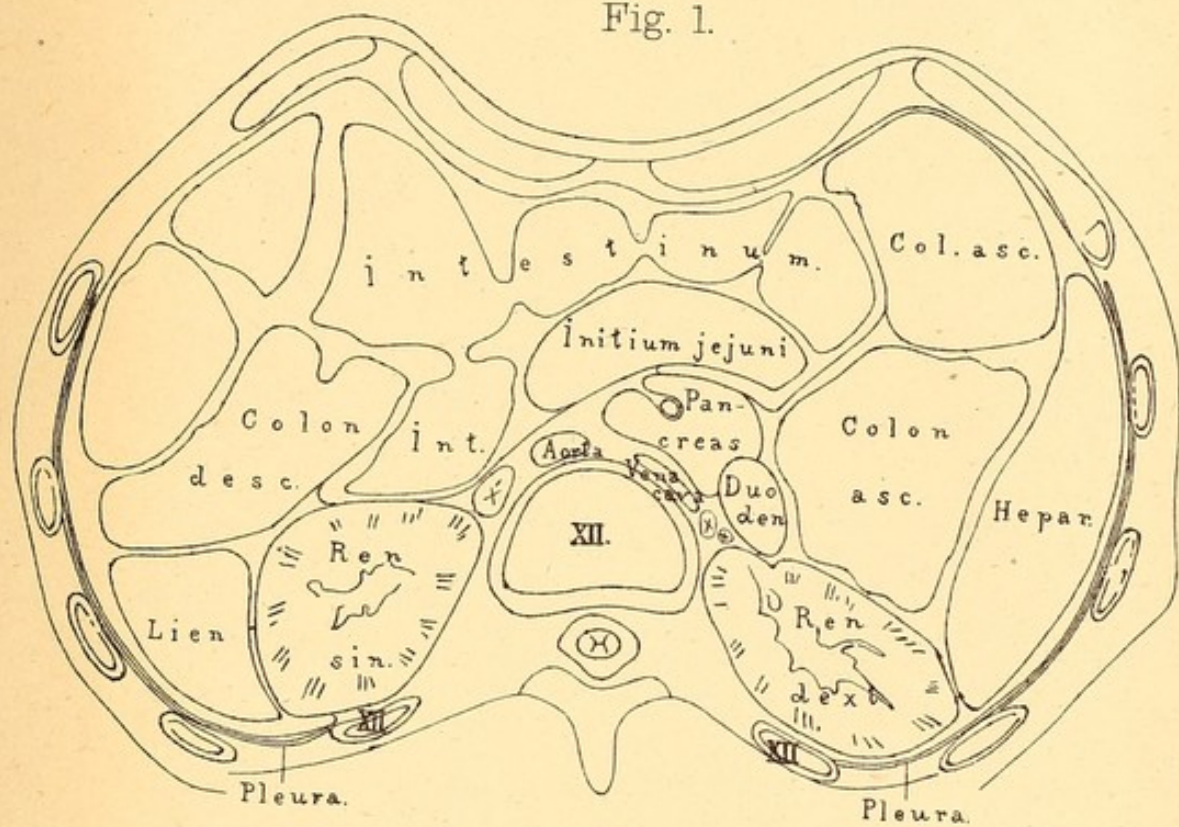 Fig. 1.
intestinum.
Col. asc.
Initium jejuni
Pan-
creas
Colon
desc.
Int.
Aorta
Vena
cava
Duo
den
Colon
asc.
Hepar.
XII.
x
x
Ren
sin.
Lien
D
Ren
dext
XII
XII
Pleura.
Pleura.